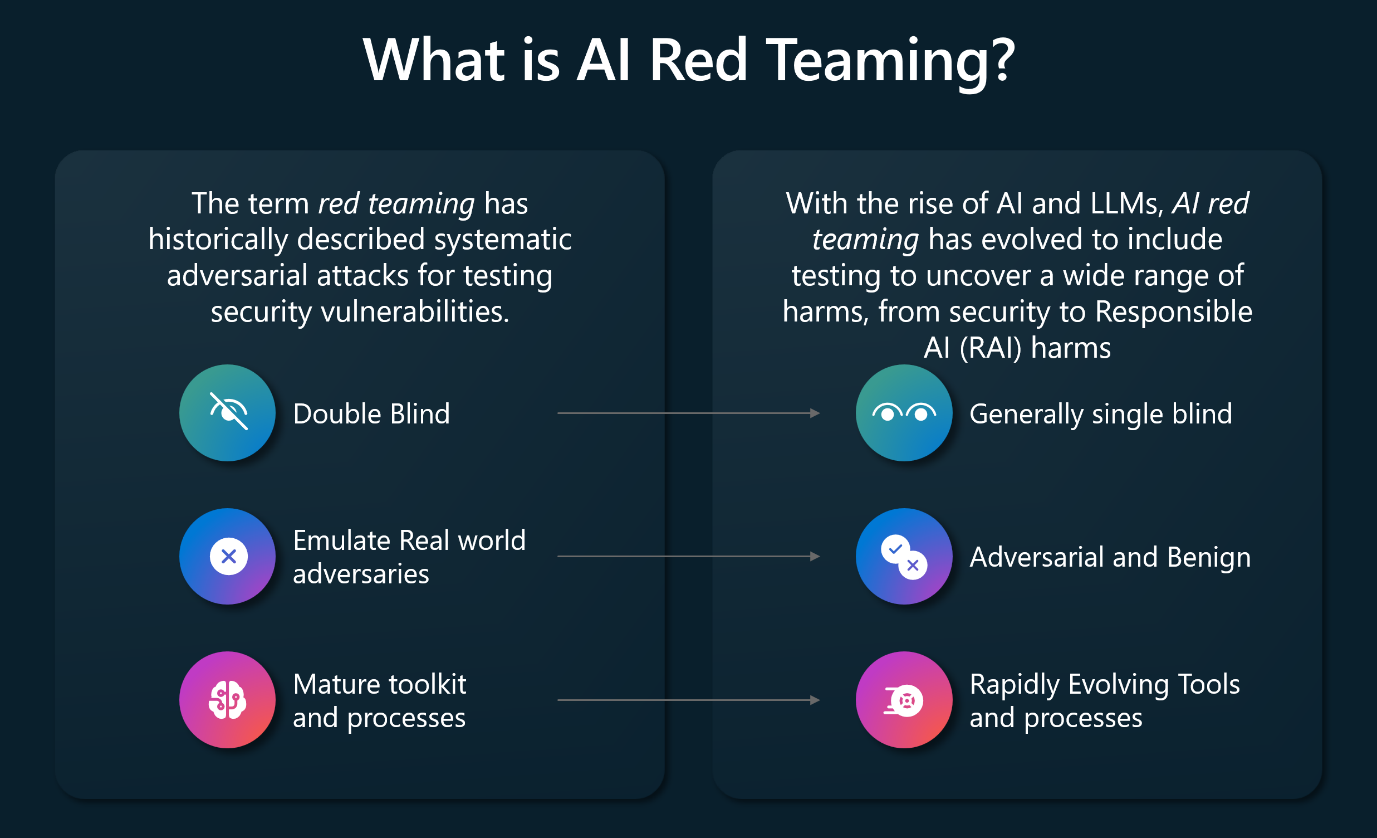 What is AI Red Teaming?
The term red teaming has
historically described systematic
adversarial attacks for testing
security vulnerabilities.
Double Blind
Emulate Real world
adversaries
Mature toolkit
and processes
With the rise of AI and LLMs, AI red
teaming has evolved to include
testing to uncover a wide range of
harms, from security to Responsible
AI (RAI) harms
Generally single blind
Adversarial and Benign
Rapidly Evolving Tools
and processes